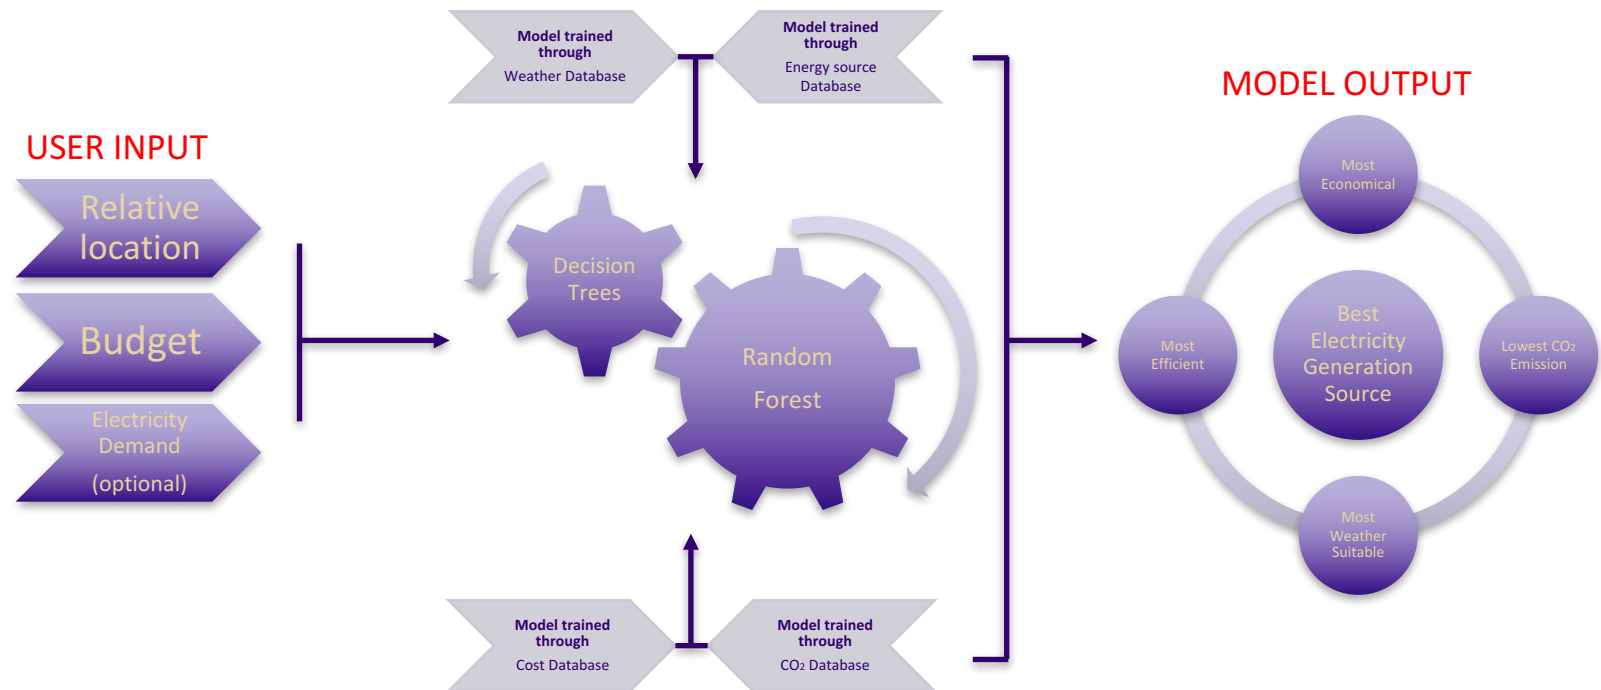 USER INPUT
Relative
location
Budget
Electricity
Demand
(optional)
Model trained
through
Weather Database
Model trained
through
Energy source
Database
Decision
Trees
Random
Forest
Model trained
through
Cost Database
Model trained
through
CO₂ Database
MODEL OUTPUT
Most
Economical
Most
Efficient
Best
Electricity
Generation
Source
Lowest CO₂
Emission
Most
Weather
Suitable